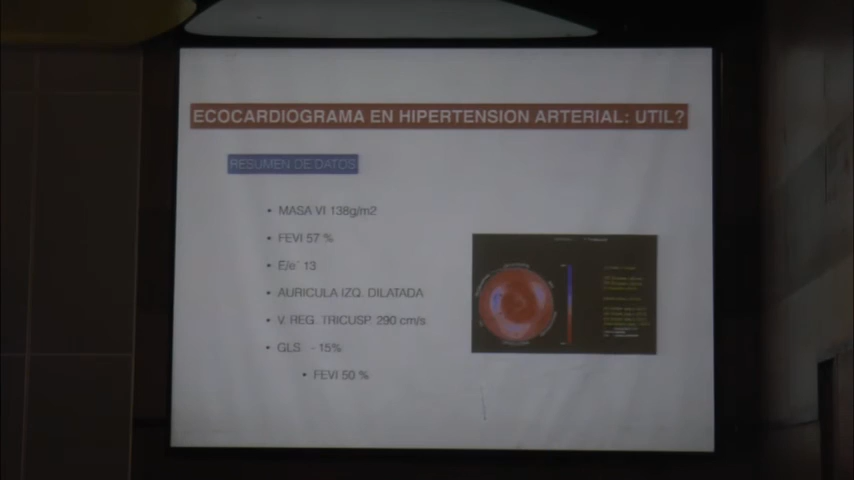 ECOCARDIOGRAMA EN HIPERTENSION ARTERIAL: UTIL?
RESUMEN DE DATOS
• MASA VI 138g/m2
• FEVI 57 %
• E/e´ 13
• AURICULA IZQ. DILATADA
• V. REG. TRICUSP. 290 cm/s
• GLS - 15%
• FEVI 50 %